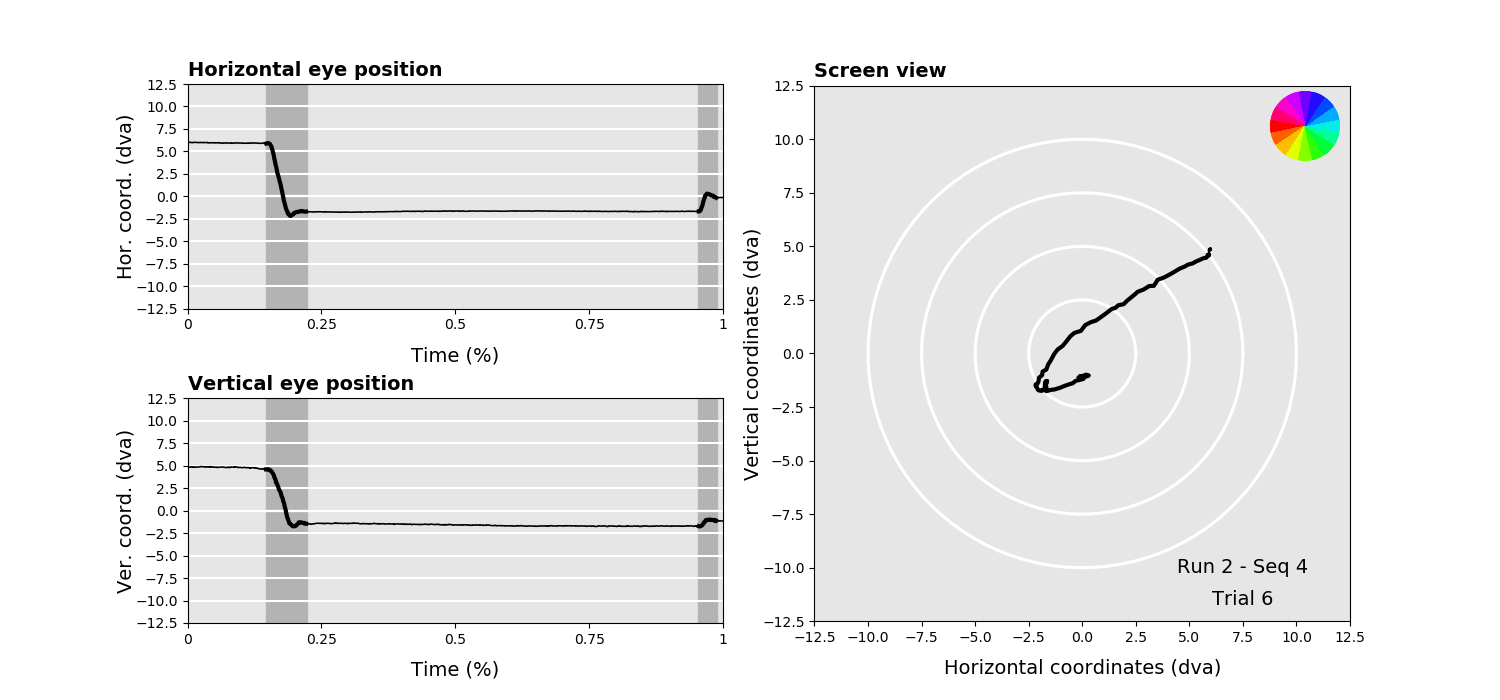 Horizontal eye position
Hor. coord. (dva)
12.5
10.0
7.5
5.0
2.5
0.0
−2.5
−5.0
−7.5
−10.0
−12.5
0 0.25 0.5 0.75 1
Time (%)
Vertical eye position
Ver. coord. (dva)
12.5
10.0
7.5
5.0
2.5
0.0
−2.5
−5.0
−7.5
−10.0
−12.5
0 0.25 0.5 0.75 1
Time (%)
Screen view
Vertical coordinates (dva)
12.5
10.0
7.5
5.0
2.5
0.0
−2.5
−5.0
−7.5
−10.0
−12.5
Run 2 - Seq 4
Trial 6
−12.5 −10.0 −7.5 −5.0 −2.5 0.0 2.5 5.0 7.5 10.0 12.5
Horizontal coordinates (dva)